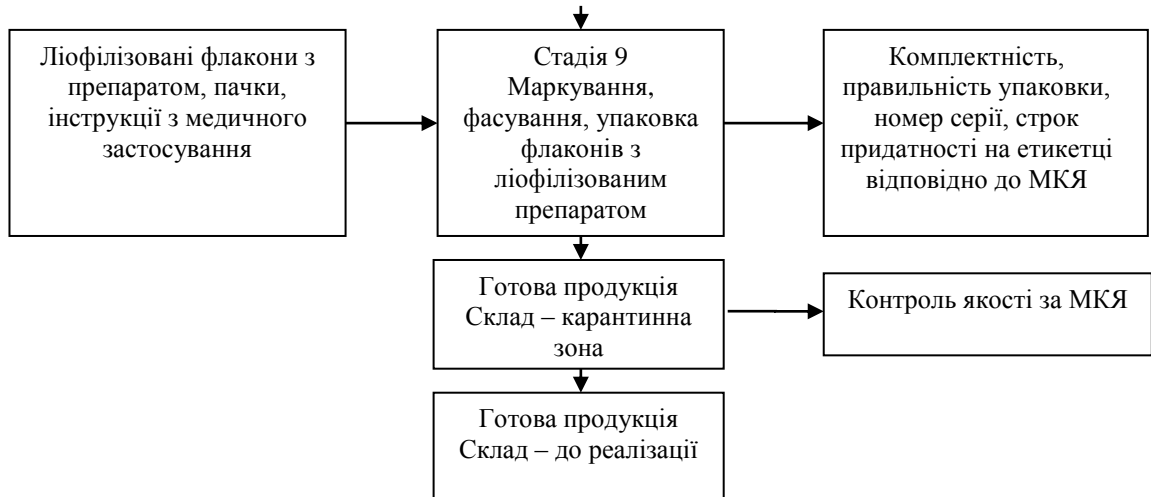 Ліофілізовані флакони з
препаратом, пачки,
інструкції з медичного
застосування
Стадія 9
Маркування,
фасування, упаковка
флаконів з
ліофілізованим
препаратом
Комплектність,
правильність упаковки,
номер серії, строк
придатності на етикетці
відповідно до МКЯ
Готова продукція
Склад – карантинна
зона
Контроль якості за МКЯ
Готова продукція
Склад – до реалізації